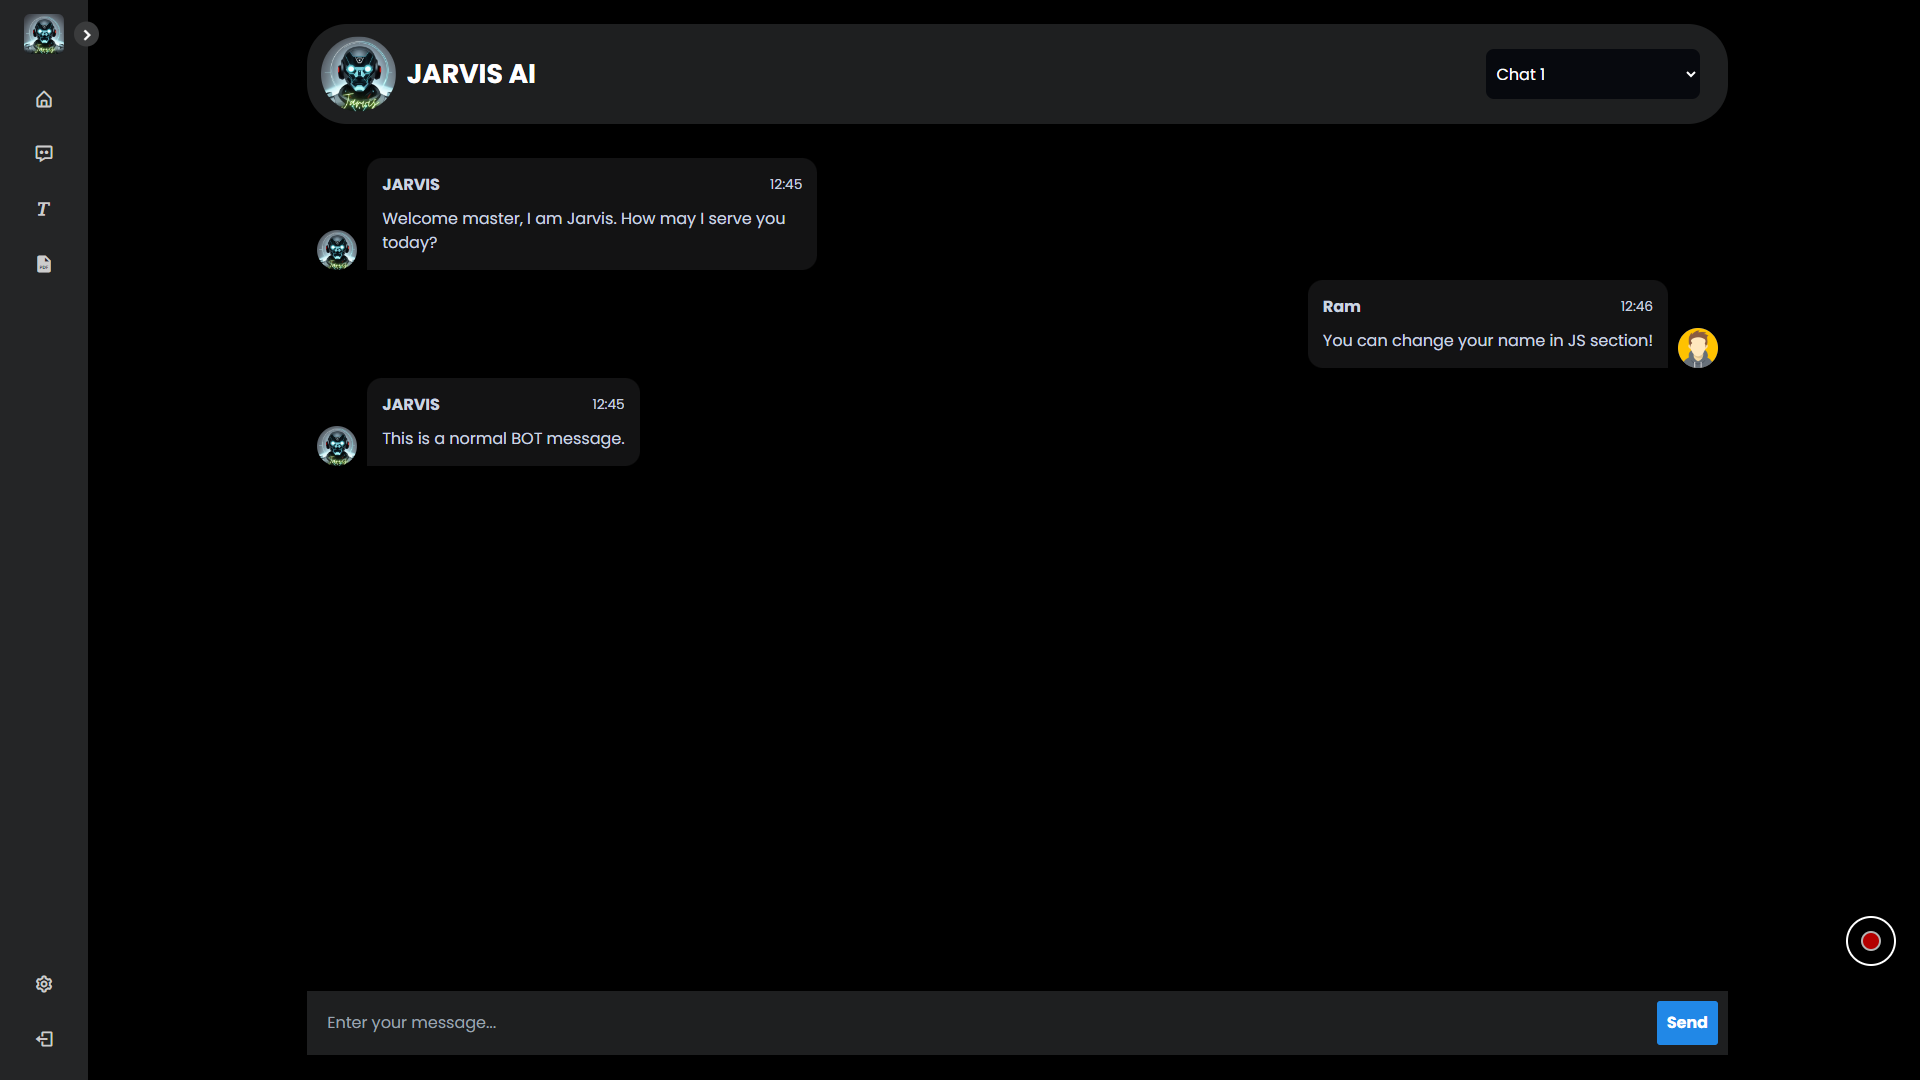 JARVIS AI
Chat 1
JARVIS 12:45
Welcome master, I am Jarvis. How may I serve you
today?
Ram 12:46
You can change your name in JS section!
JARVIS 12:45
This is a normal BOT message.
T
PDF
Jarvis
Enter your message...
Send